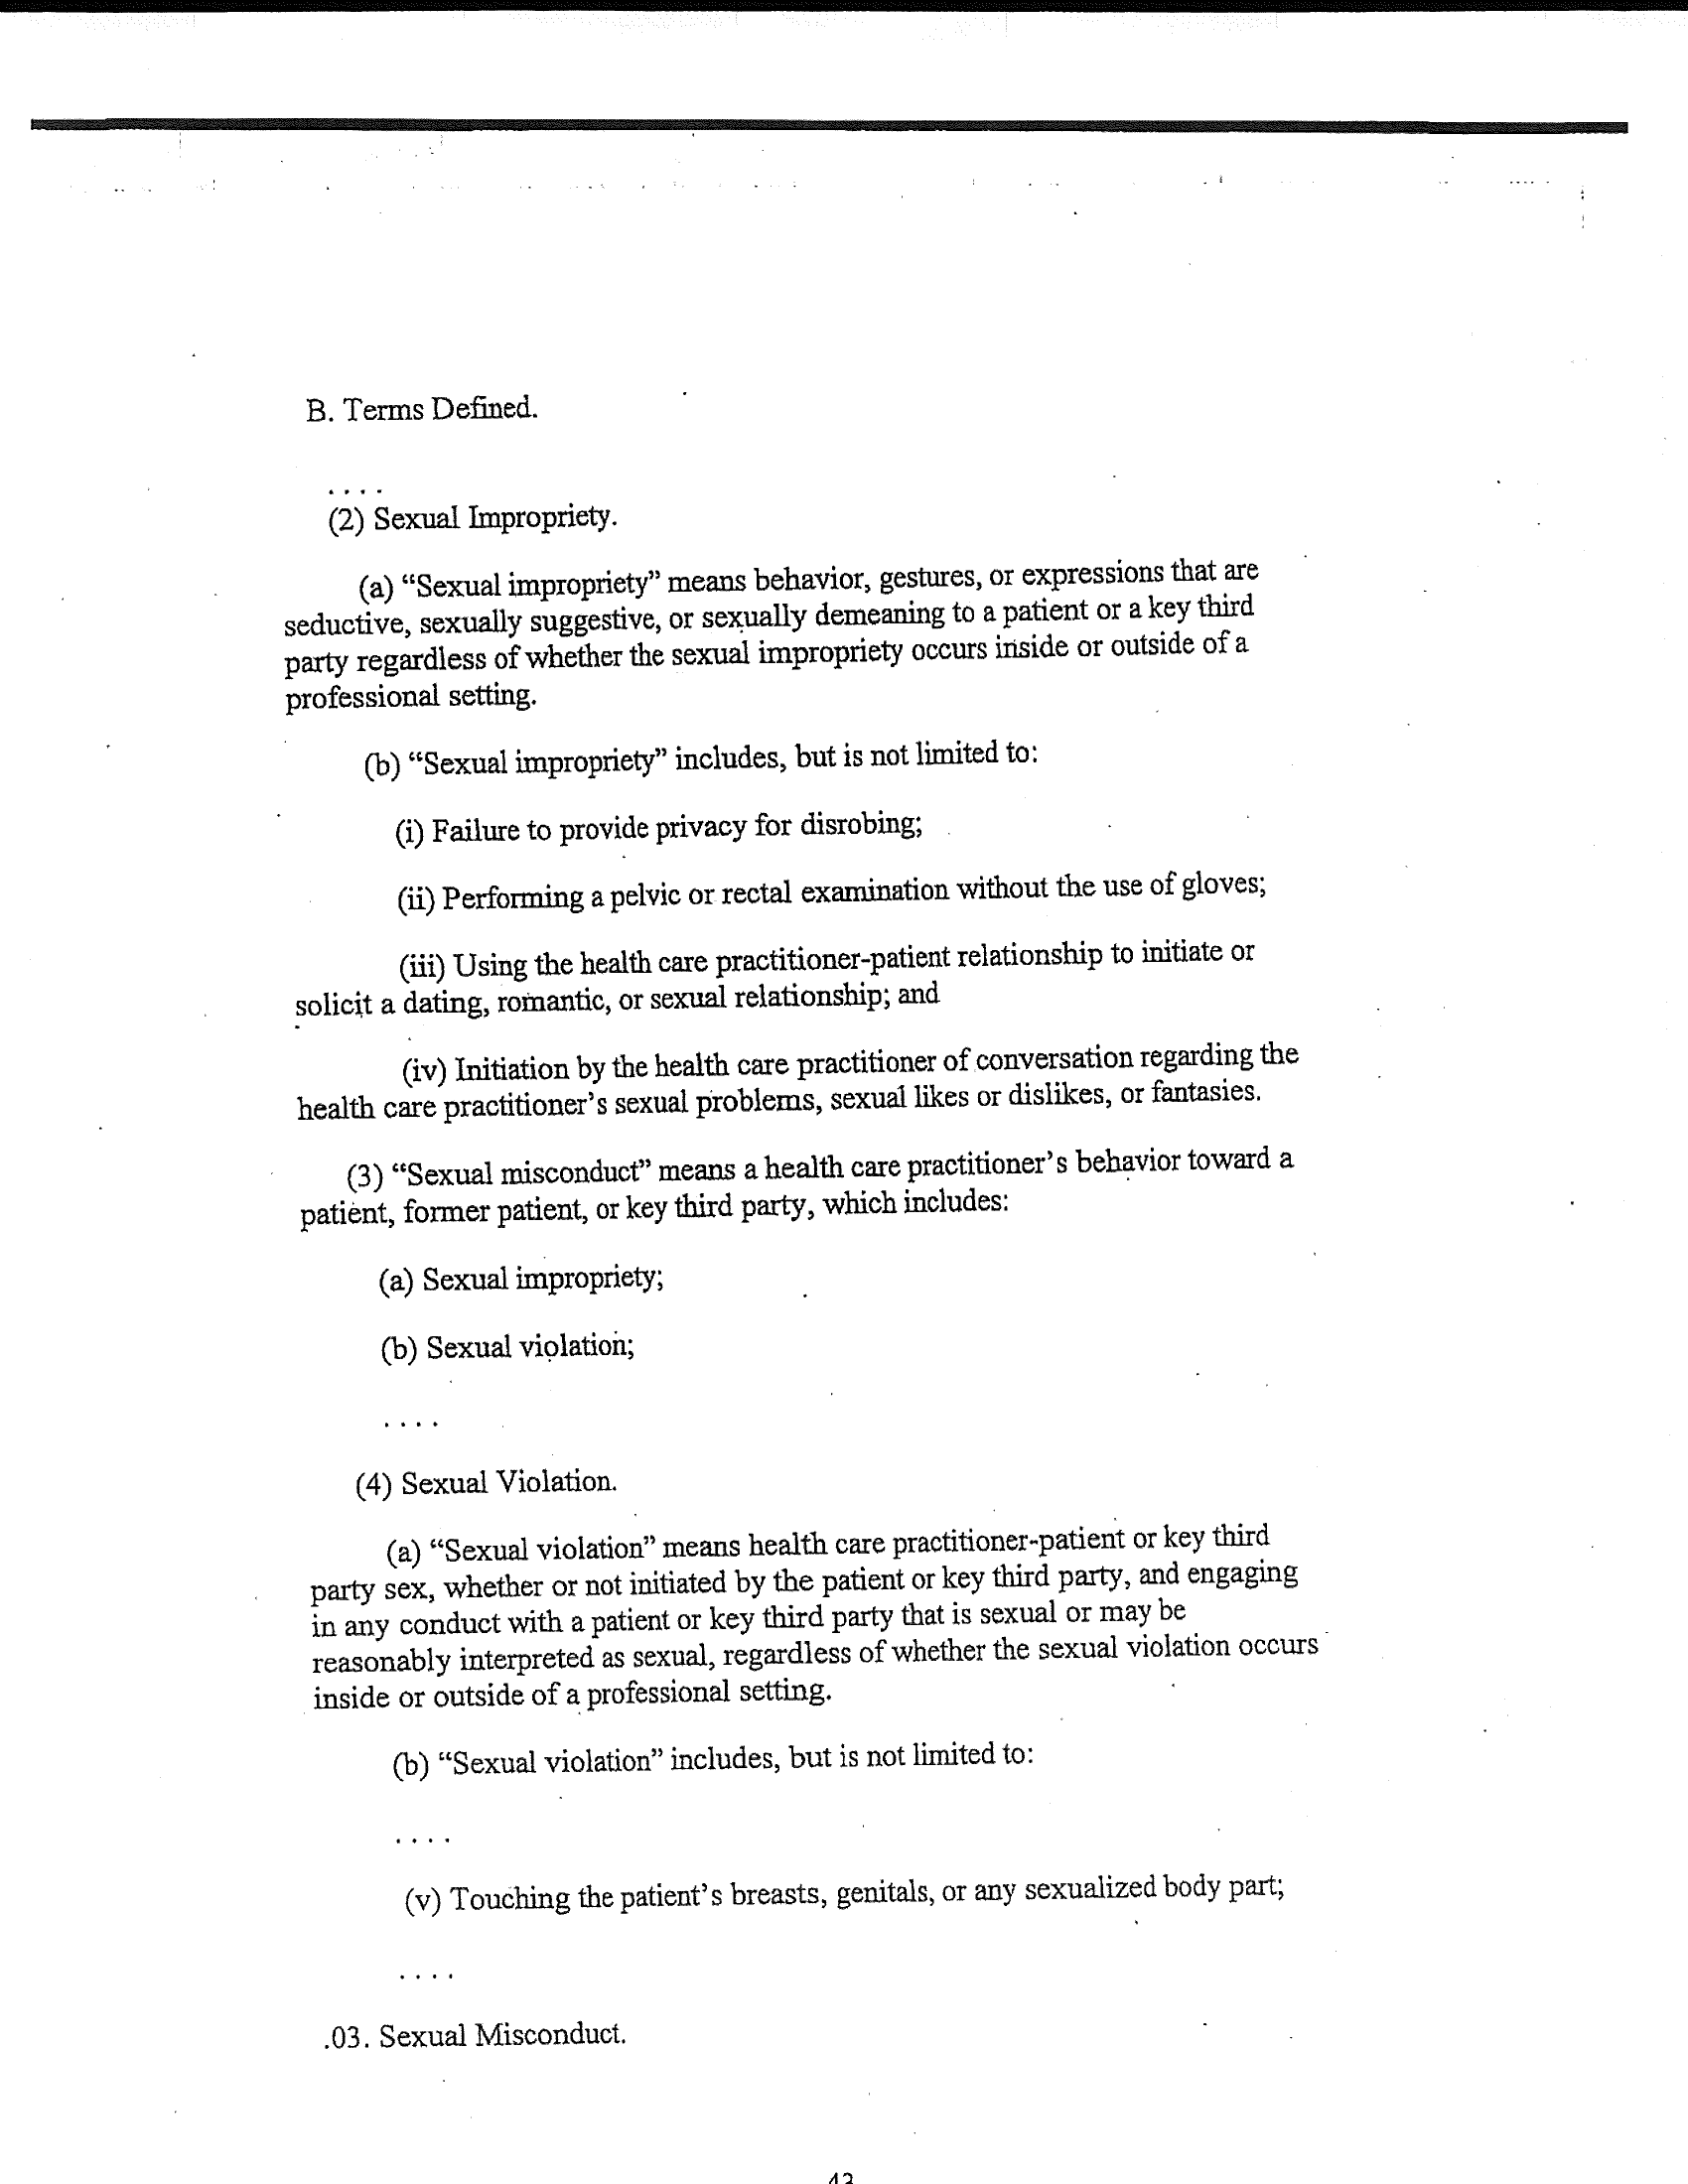 B. Terms Defined.
. . . .
(2) Sexual Impropriety.
(a) “Sexual impropriety” means behavior, gestures, or expressions that are
seductive, sexually suggestive, or sexually demeaning to a patient or a key third
party regardless of whether the sexual impropriety occurs inside or outside of a
professional setting.
(b) “Sexual impropriety” includes, but is not limited to:
(i) Failure to provide privacy for disrobing;
(ii) Performing a pelvic or rectal examination without the use of gloves;
(iii) Using the health care practitioner-patient relationship to initiate or
solicit a dating, romantic, or sexual relationship; and
(iv) Initiation by the health care practitioner of conversation regarding the
health care practitioner’s sexual problems, sexual likes or dislikes, or fantasies.
(3) “Sexual misconduct” means a health care practitioner’s behavior toward a
patient, former patient, or key third party, which includes:
(a) Sexual impropriety;
(b) Sexual violation;
. . . .
(4) Sexual Violation.
(a) “Sexual violation” means health care practitioner-patient or key third
party sex, whether or not initiated by the patient or key third party, and engaging
in any conduct with a patient or key third party that is sexual or may be
reasonably interpreted as sexual, regardless of whether the sexual violation occurs
inside or outside of a professional setting.
(b) “Sexual violation” includes, but is not limited to:
. . . .
(v) Touching the patient’s breasts, genitals, or any sexualized body part;
. . . .
.03. Sexual Misconduct.